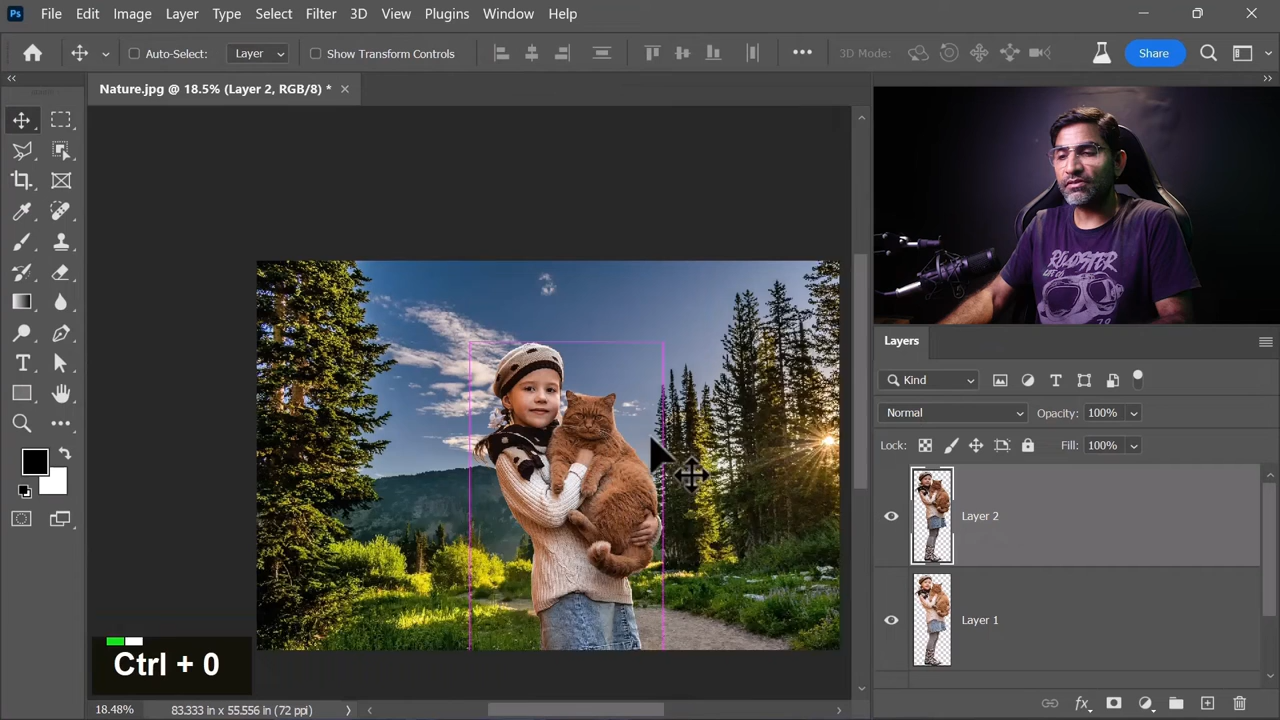 Ps File Edit Image Layer Type Select Filter 3D View Plugins Window Help
Auto-Select: Layer Show Transform Controls 3D Mode: Share
Nature.jpg @ 18.5% (Layer 2, RGB/8) *
Layers
Kind
Normal Opacity: 100%
Lock: Fill: 100%
Layer 2
Layer 1
Ctrl + 0
18.48% 83.333 in x 55.556 in (72 ppi)